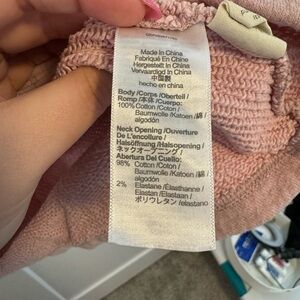 Made In China
Fabriqué En Chine
Hergestellt In China
Vervaardigd In China
中国製
hecho en china
Body/Corps/Oberteil/
Romp/本体/Cuerpo:
100% Cotton/Coton/
Baumwolle/Katoen/綿/
algodón
Neck Opening/Ouverture
De L'encolure/
Halsöffnung/Halsopening/
ネックオープニング/
Abertura Del Cuello:
98% Cotton/Coton/
Baumwolle/Katoen/綿/
algodón
2% Elastane/Élasthanne/
Elastan/Elastaan/
ポリウレタン/elastano